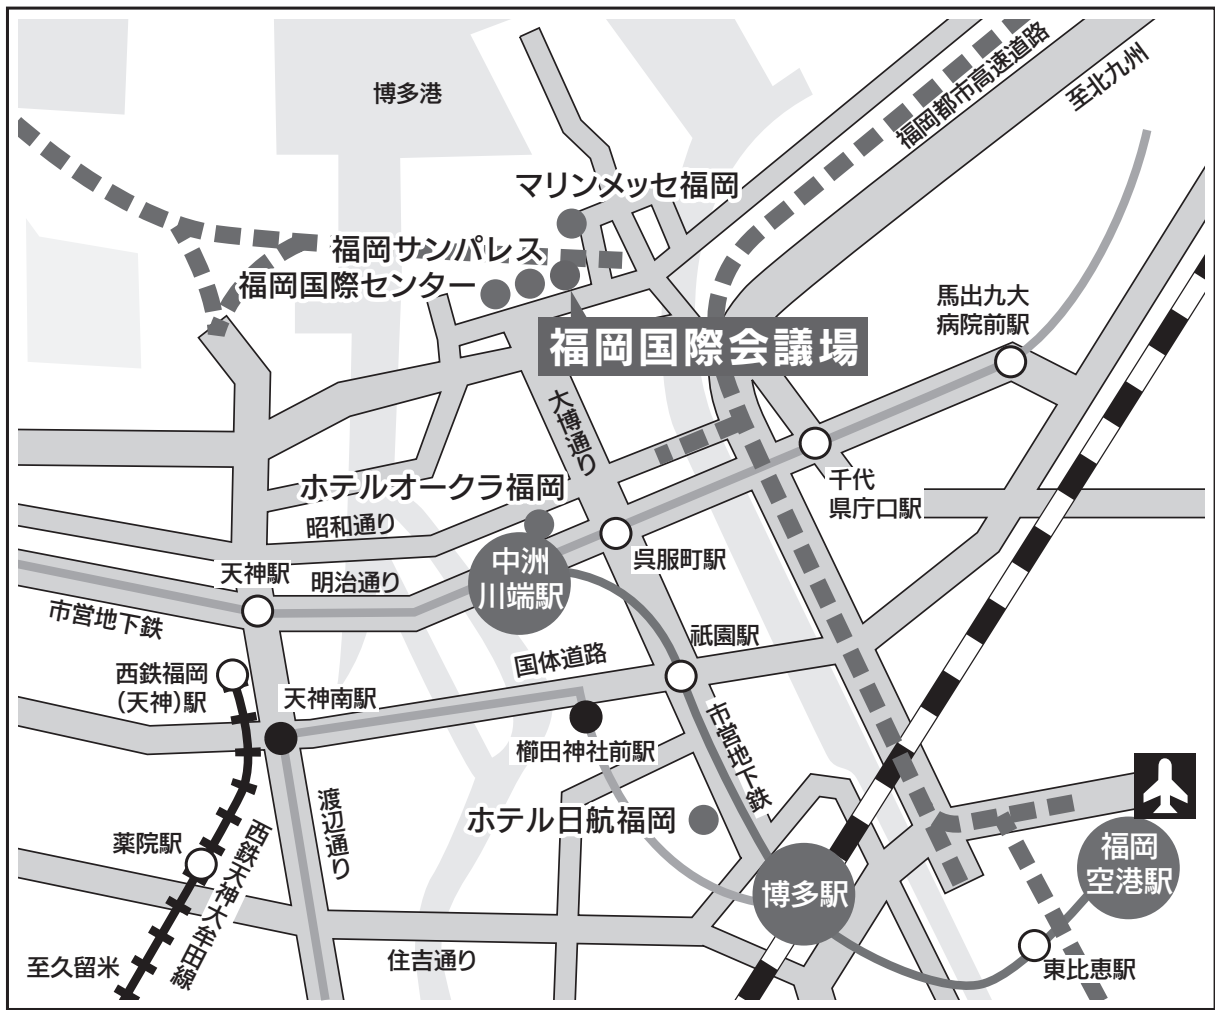 博多港
福岡都市高速道路
至北九州
マリンメッセ福岡
福岡サンパレス
福岡国際センター
福岡国際会議場
馬出九大
病院前駅
大博通り
千代
県庁口駅
ホテルオークラ福岡
昭和通り
中洲
川端駅
呉服町駅
天神駅
明治通り
市営地下鉄
祇園駅
国体道路
西鉄福岡
(天神)駅
天神南駅
櫛田神社前駅
市営地下鉄
渡辺通り
ホテル日航福岡
薬院駅
西鉄天神大牟田線
博多駅
福岡
空港駅
住吉通り
至久留米
東比恵駅